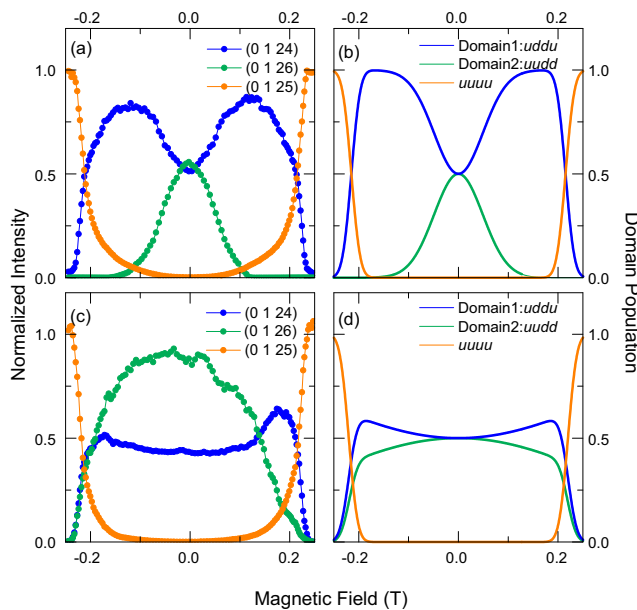 -0.2 0.0 0.2 -0.2 0.0 0.2
(a) (0 1 24)
(0 1 26)
(0 1 25)
1.0
0.5
0.0
(b) Domain1:uddu
Domain2:uudd
uuuu
1.0
0.5
0.0
(c) (0 1 24)
(0 1 26)
(0 1 25)
1.0
0.5
0.0
-0.2 0.0 0.2
(d) Domain1:uddu
Domain2:uudd
uuuu
1.0
0.5
0.0
-0.2 0.0 0.2
Normalized Intensity
Domain Population
Magnetic Field (T)